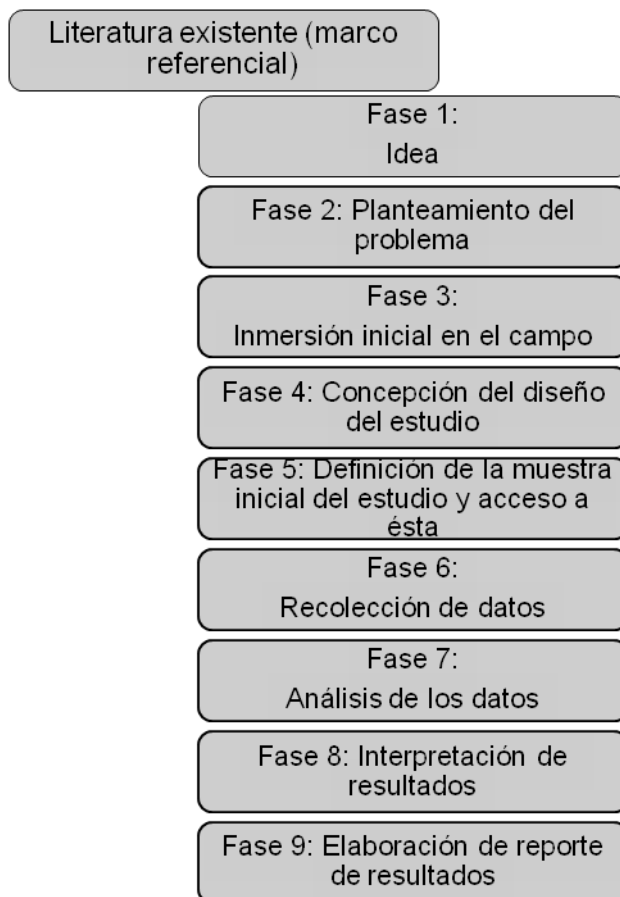 Literatura existente (marco
referencial)
Fase 1:
Idea
Fase 2: Planteamiento del
problema
Fase 3:
Inmersión inicial en el campo
Fase 4: Concepción del diseño
del estudio
Fase 5: Definición de la muestra
inicial del estudio y acceso a
ésta
Fase 6:
Recolección de datos
Fase 7:
Análisis de los datos
Fase 8: Interpretación de
resultados
Fase 9: Elaboración de reporte
de resultados